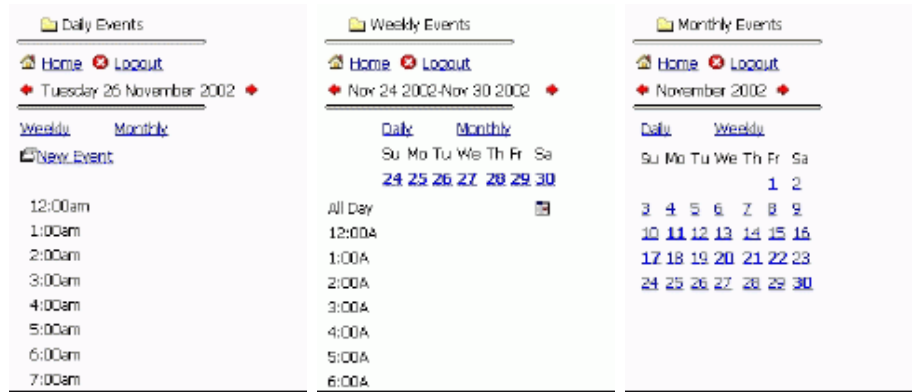 Daily Events
Home Logout
Tuesday 26 November 2002
Weekly Monthly
New Event
12:00am
1:00am
2:00am
3:00am
4:00am
5:00am
6:00am
7:00am
Weekly Events
Home Logout
Nov 24 2002-Nov 30 2002
Daily Monthly
Su Mo Tu We Th Fr Sa
24 25 26 27 28 29 30
All Day
12:00A
1:00A
2:00A
3:00A
4:00A
5:00A
6:00A
Monthly Events
Home Logout
November 2002
Daily Weekly
Su Mo Tu We Th Fr Sa
1 2
3 4 5 6 7 8 9
10 11 12 13 14 15 16
17 18 19 20 21 22 23
24 25 26 27 28 29 30